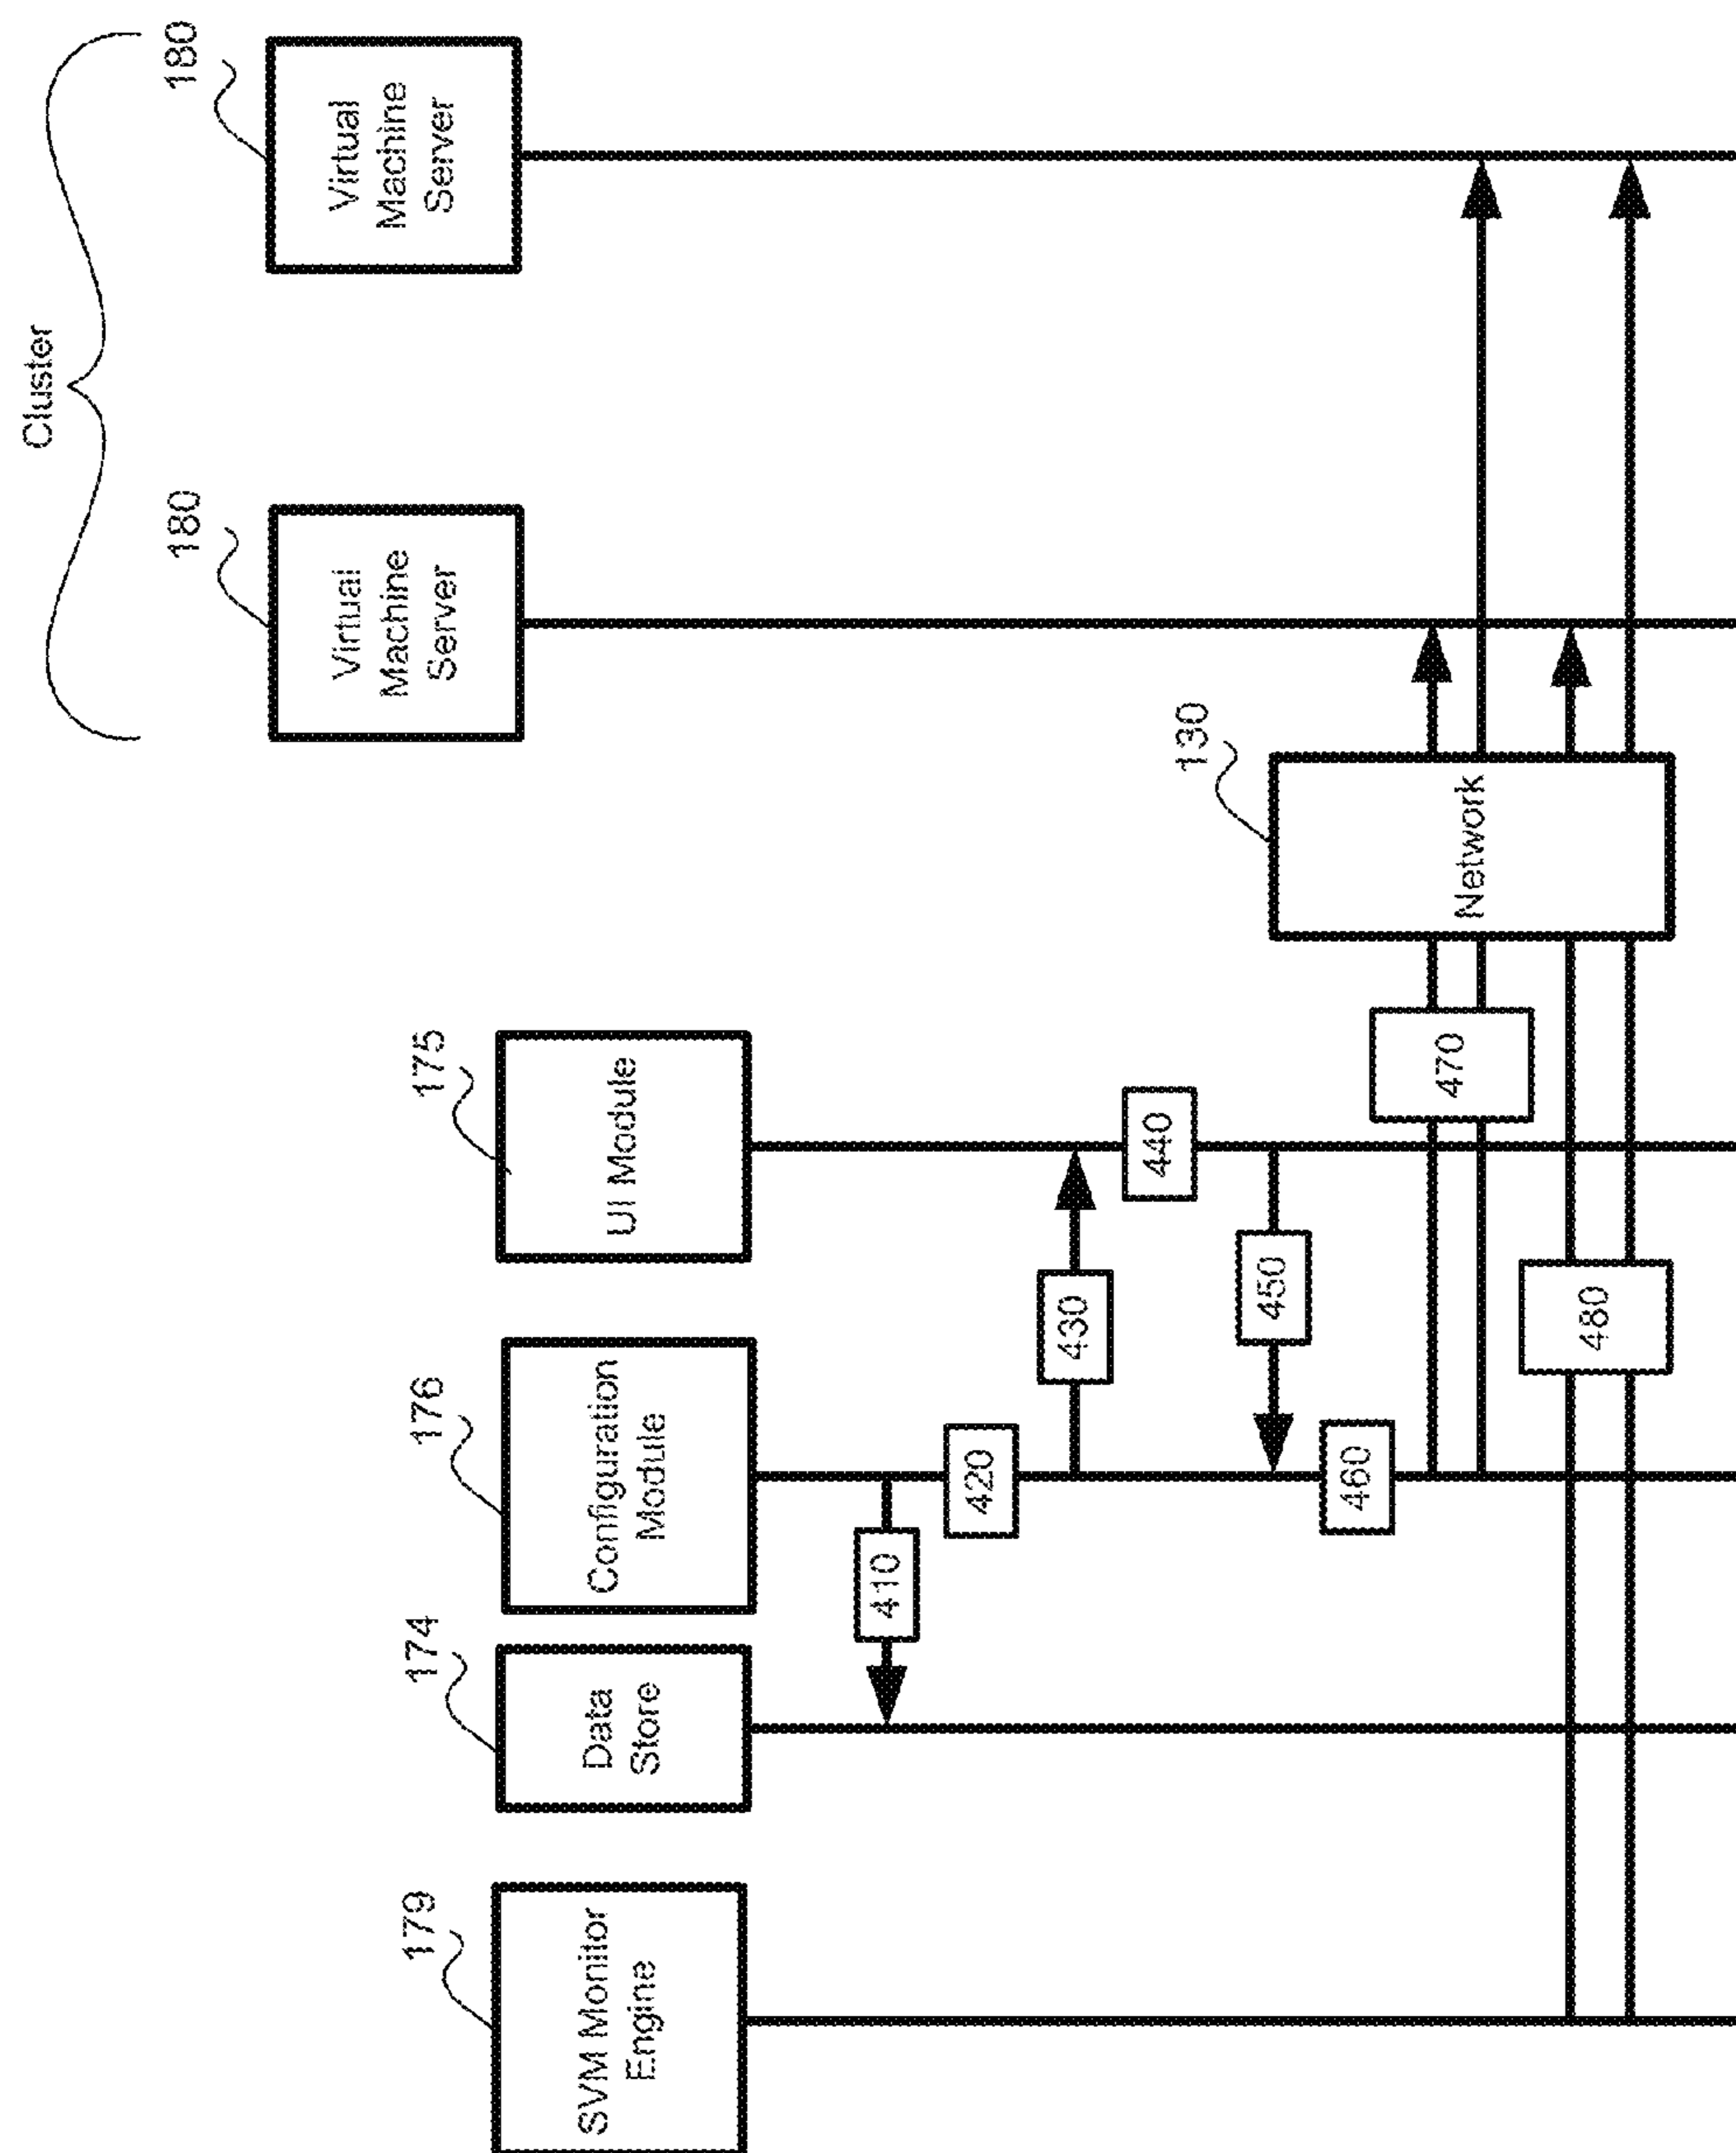 Cluster
180
Virtual
Machine
Server
180
Virtual
Machine
Server
179
SVM Monitor
Engine
174
Data
Store
176
Configuration
Module
175
UI Module
410
420
430
440
450
460
130
Network
470
480